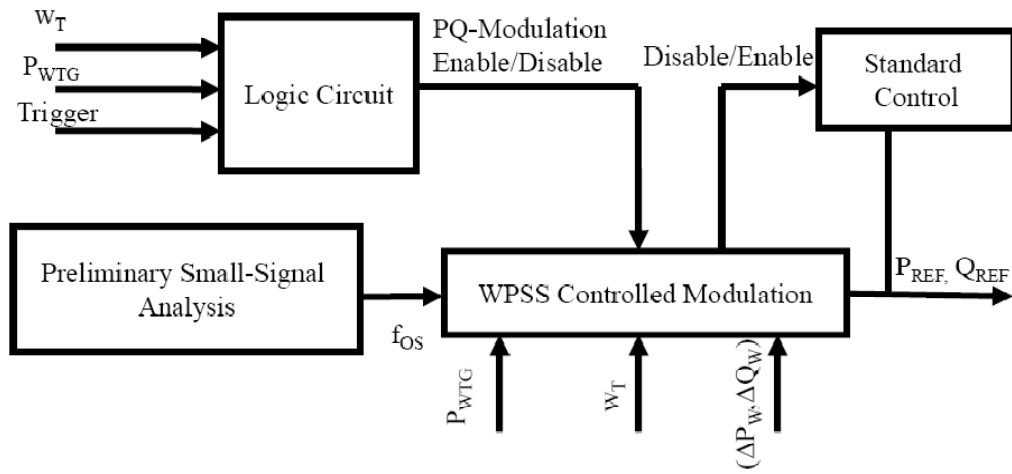 w_T
P_WTG
Trigger
Logic Circuit
PQ-Modulation
Enable/Disable
Disable/Enable
Standard
Control
Preliminary Small-Signal
Analysis
f_OS
WPSS Controlled Modulation
P_REF, Q_REF
P_WTG
w_T
(ΔP_W,ΔQ_W)